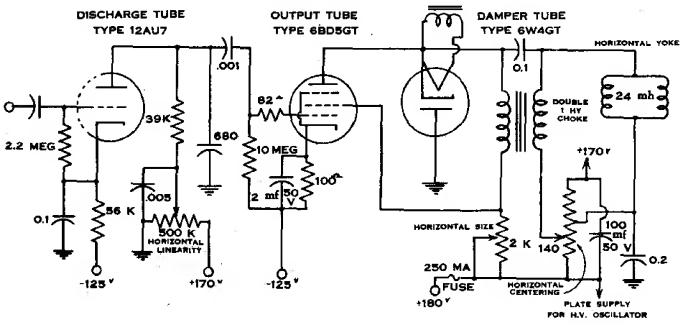 DISCHARGE TUBE
TYPE 12AU7
OUTPUT TUBE
TYPE 6BD5GT
DAMPER TUBE
TYPE 6W4GT
HORIZONTAL YOKE
.001
0.1
82Ω
24 mh
39K
680
DOUBLE
1 HY
CHOKE
2.2 MEG
10 MEG
100Ω
+170V
.005
2 mf 50
V
0.1
56 K
500 K
HORIZONTAL
LINEARITY
HORIZONTAL SIZE
2 K
140
100
mf
50 V
0.2
-125V
+170V
-125V
250 MA
FUSE
+180V
HORIZONTAL
CENTERING
PLATE SUPPLY
FOR H.V. OSCILLATOR